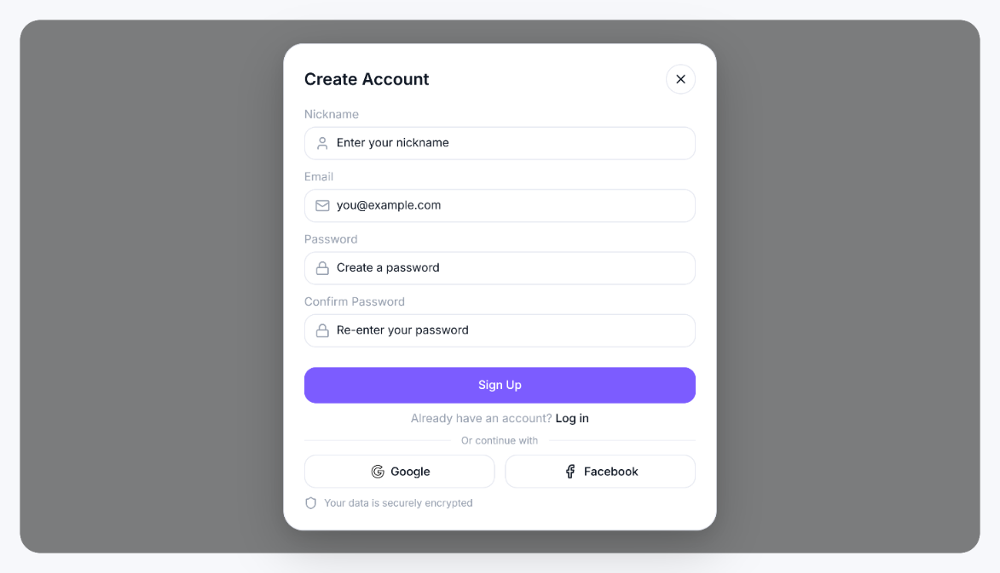 Create Account
Nickname
Enter your nickname
Email
you@example.com
Password
Create a password
Confirm Password
Re-enter your password
Sign Up
Already have an account? Log in
Or continue with
Google
Facebook
Your data is securely encrypted